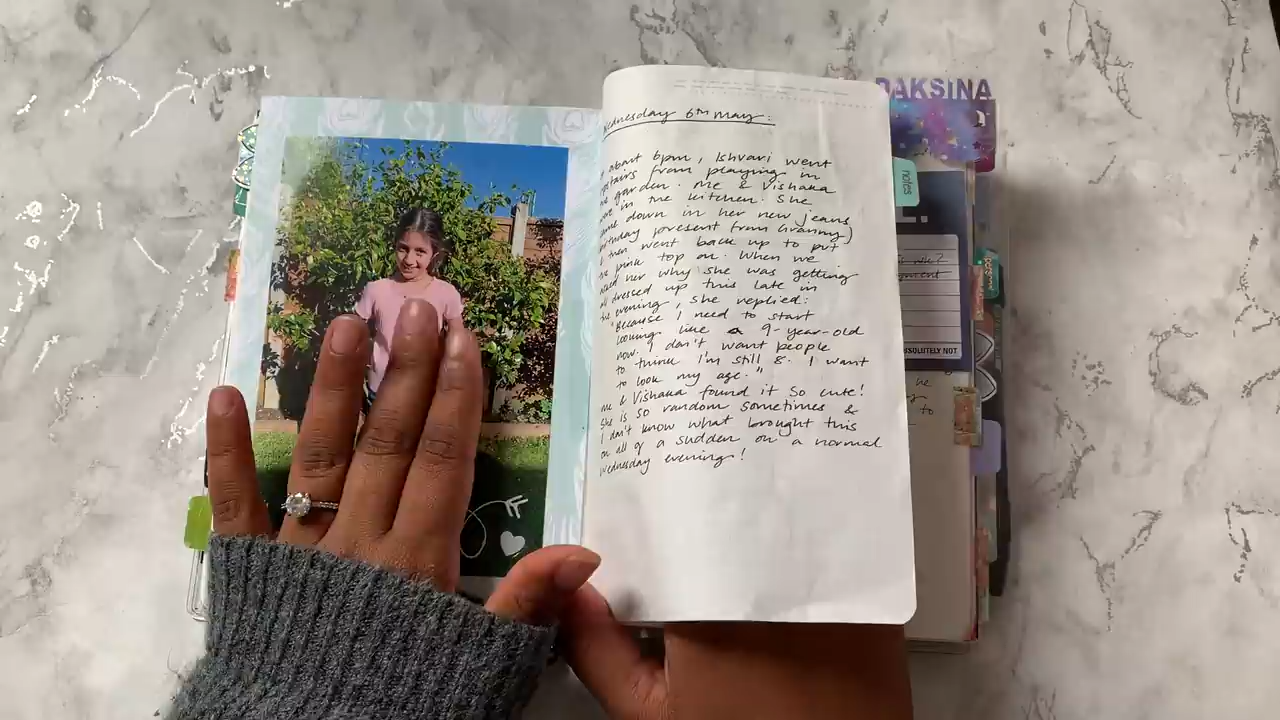 Wednesday 6TH May:
about 6pm, Ishvari went
upstairs from playing in
the garden. Me & Vishaka
were in the kitchen. She
came down in her new jeans
(birthday present from Granny)
& then went back up to put
the pink top on. When we
asked her why she was getting
all dressed up this late in
the evening, she replied:
"Because I need to start
looking like a 9-year-old
now. I don't want people
to think I'm still 8. I want
to look my age."
Me & Vishaka found it so cute!
She is so random sometimes &
I don't know what brought this
on all of a sudden on a normal
Wednesday evening!
DAKSINA
notes
ABSOLUTELY NOT
he
to